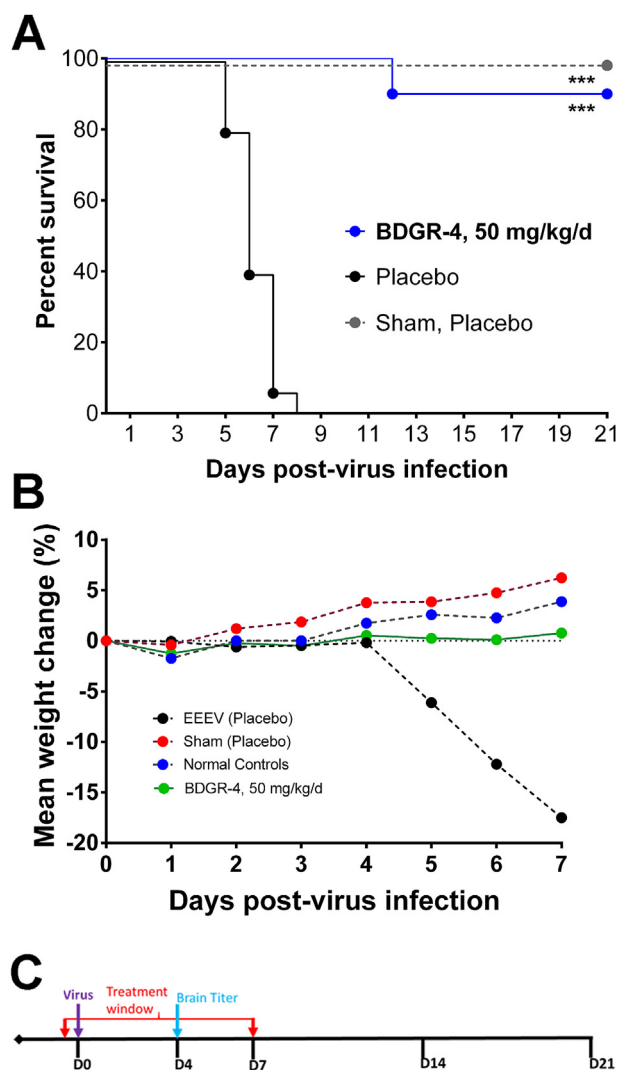 A
100
80
60
40
20
0
Percent survival
***
***
BDGR-4, 50 mg/kg/d
Placebo
Sham, Placebo
1 3 5 7 9 11 13 15 17 19 21
Days post-virus infection
B
10
5
0
-5
-10
-15
-20
Mean weight change (%)
EEEV (Placebo)
Sham (Placebo)
Normal Controls
BDGR-4, 50 mg/kg/d
0 1 2 3 4 5 6 7
Days post-virus infection
C
Virus
Treatment
window
Brain Titer
D0 D4 D7 D14 D21